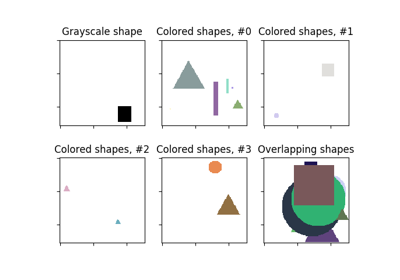 Grayscale shape
Colored shapes, #0
Colored shapes, #1
Colored shapes, #2
Colored shapes, #3
Overlapping shapes